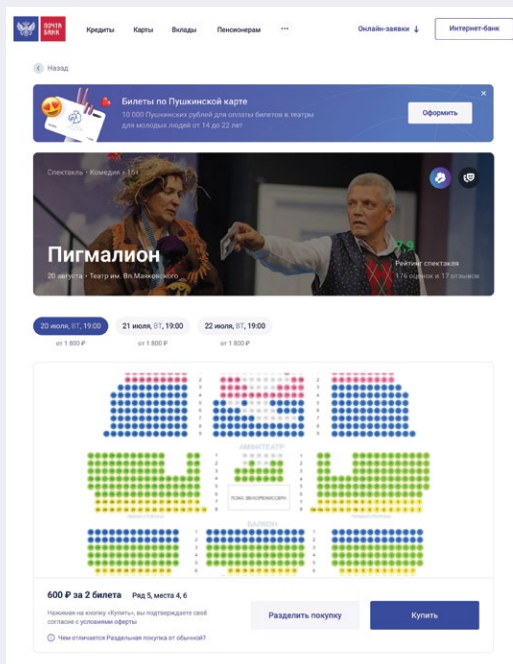 ПОЧТА
БАНК
Кредиты Карты Вклады Пенсионерам ... Онлайн-заявки ↓ Интернет-банк
Назад
Билеты по Пушкинской карте
10 000 Пушкинских рублей для оплаты билетов в театры
для молодых людей от 14 до 22 лет
Оформить
Спектакль • Комедия • 16+
Пигмалион
20 августа • Театр им. Вл.Маяковского
7.9
Рейтинг спектакля
176 оценок и 17 отзывов
20 июля, ВТ, 19:00 21 июля, ВТ, 19:00 22 июля, ВТ, 19:00
от 1 800 ₽ от 1 800 ₽ от 1 800 ₽
АМФИТЕАТР
ЛОЖА ЗВУКОРЕЖИССЕРА
БАЛКОН
600 ₽ за 2 билета Ряд 5, места 4, 6
Нажимая на кнопку «Купить», вы подтверждаете своё
согласие с условиями оферты
Чем отличается Раздельная покупка от обычной?
Разделить покупку
Купить